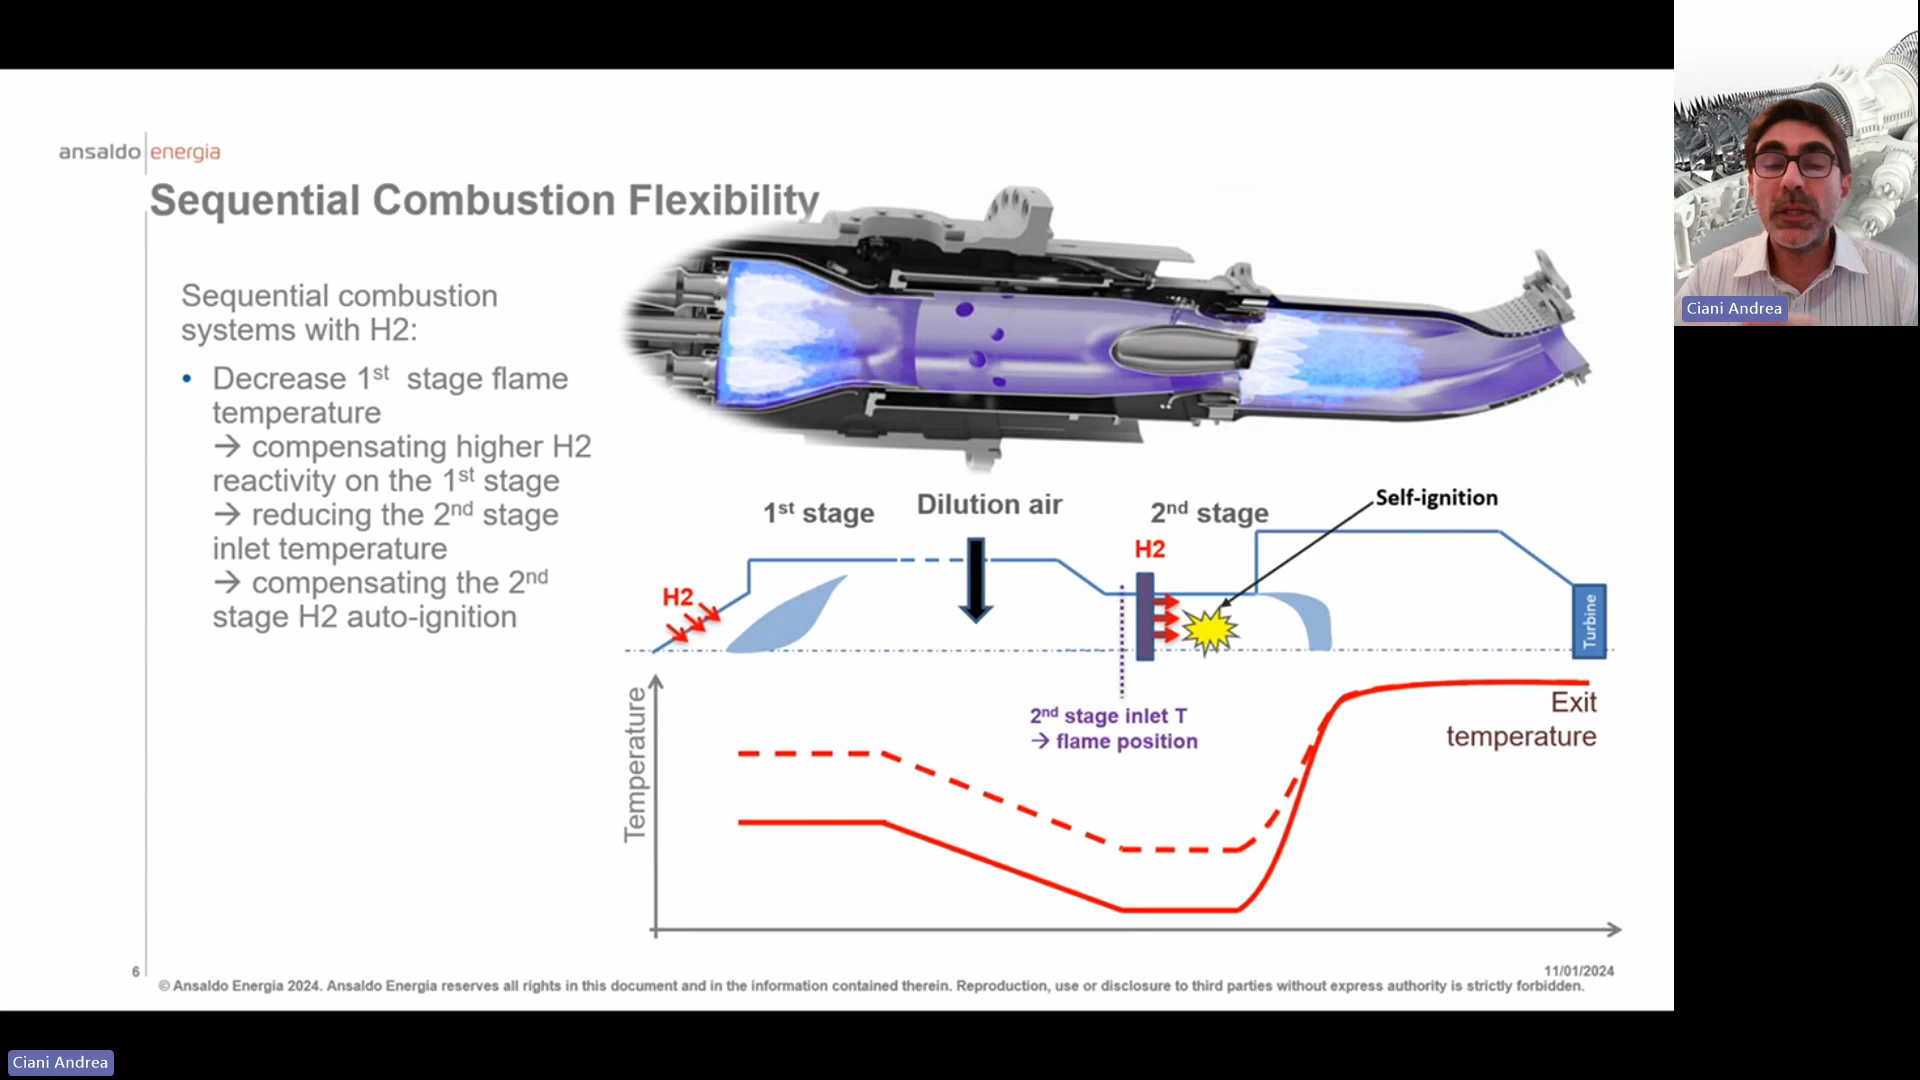 ansaldo energia
Sequential Combustion Flexibility
Sequential combustion
systems with H2:
• Decrease 1st stage flame
temperature
→ compensating higher H2
reactivity on the 1st stage
→ reducing the 2nd stage
inlet temperature
→ compensating the 2nd
stage H2 auto-ignition
1st stage
Dilution air
2nd stage
Self-ignition
H2
H2
Turbine
2nd stage inlet T
→ flame position
Temperature
Exit
temperature
6
11/01/2024
© Ansaldo Energia 2024. Ansaldo Energia reserves all rights in this document and in the information contained therein. Reproduction, use or disclosure to third parties without express authority is strictly forbidden.
Ciani Andrea
Ciani Andrea